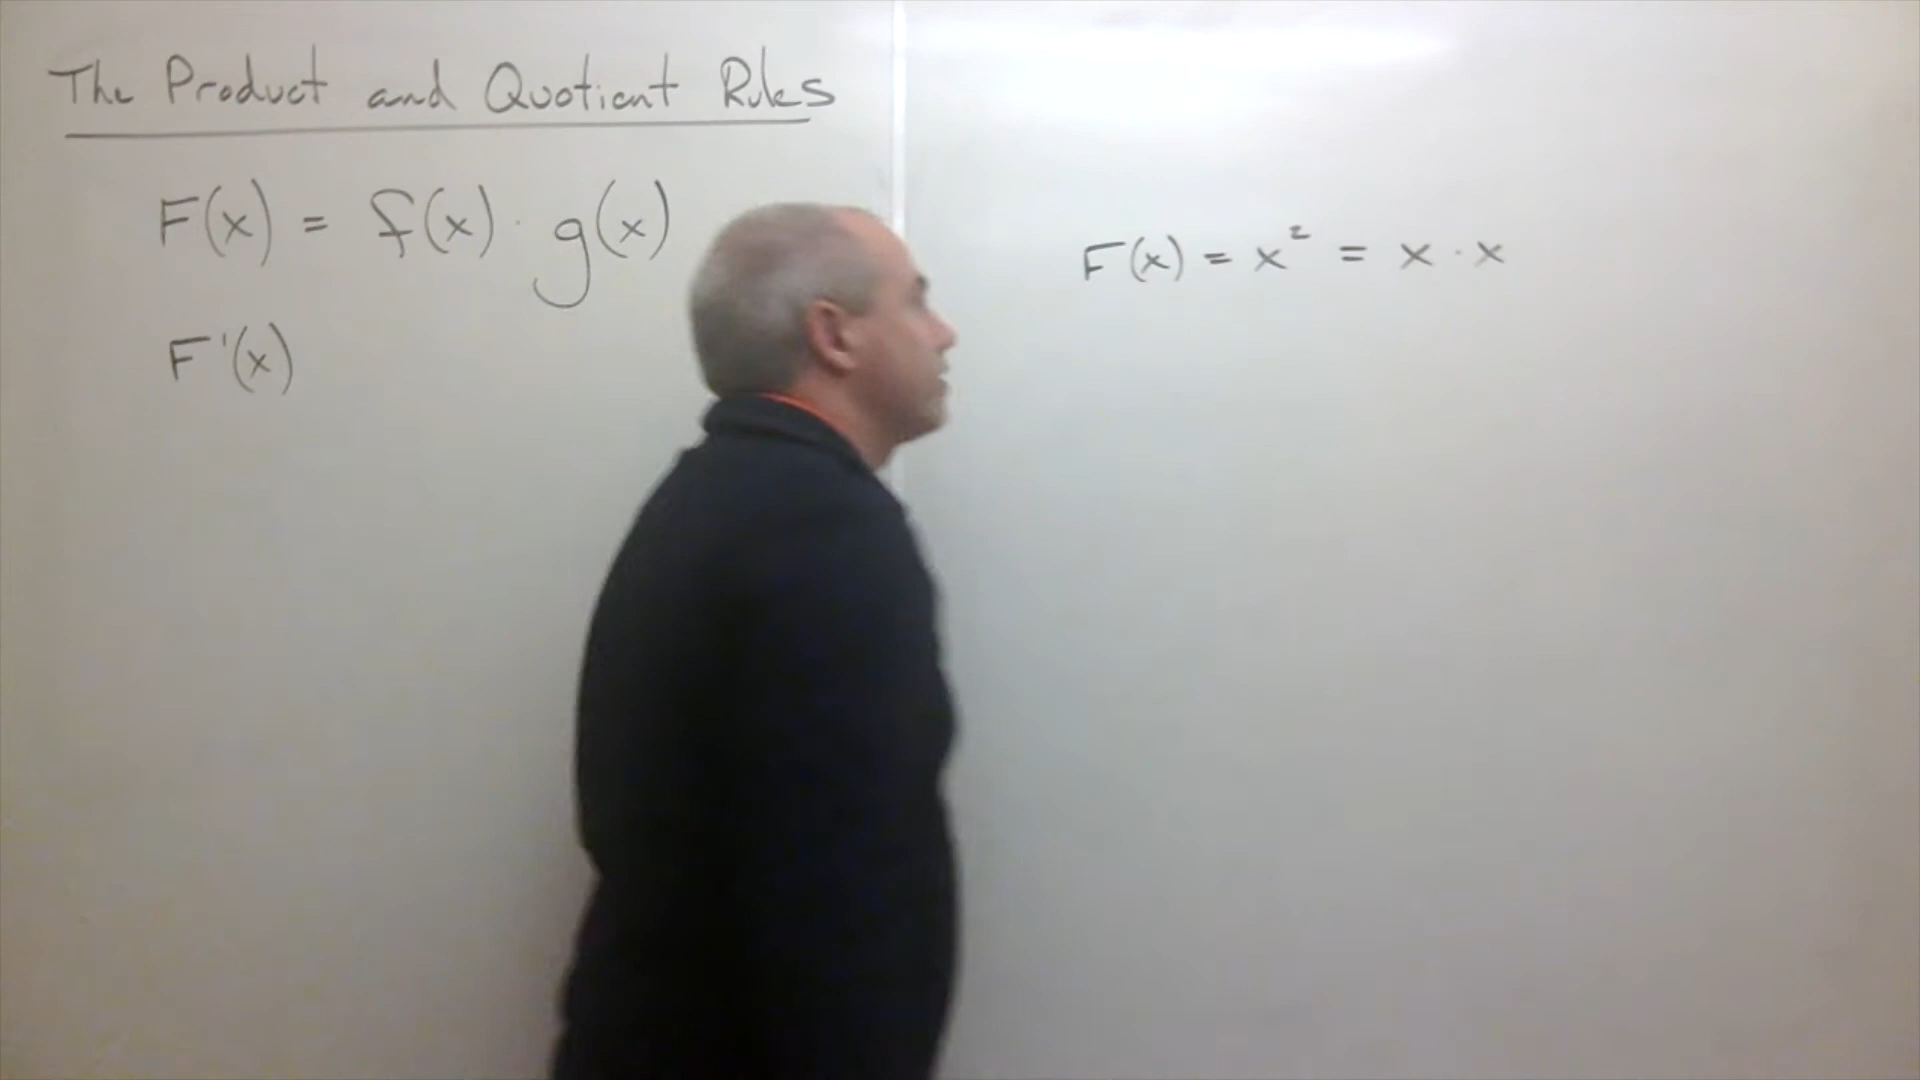 The Product and Quotient Rules
F(x) = f(x) · g(x)
F'(x)
F(x) = x² = x · x